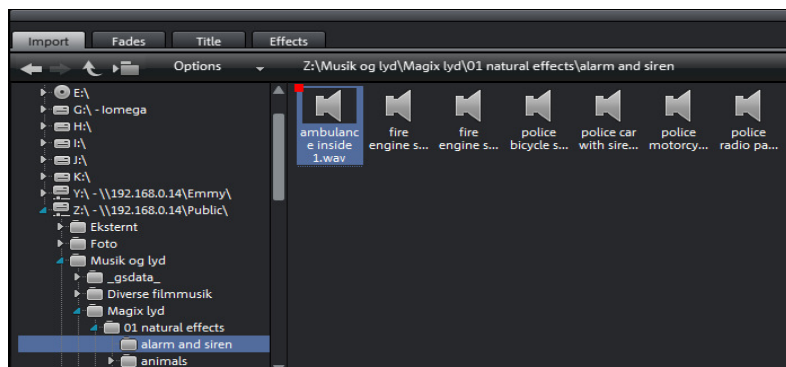 Import Fades Title Effects
Options Z:\Musik og lyd\Magix lyd\01 natural effects\alarm and siren
E:\
G:\ - Iomega
H:\
I:\
J:\
K:\
Y:\ - \\192.168.0.14\Emmy\
Z:\ - \\192.168.0.14\Public\
Eksternt
Foto
Musik og lyd
_gsdata_
Diverse filmmusik
Magix lyd
01 natural effects
alarm and siren
animals
ambulanc
e inside
1.wav
fire
engine s...
fire
engine s...
police
bicycle s...
police car
with sire...
police
motorcy...
police
radio pa...